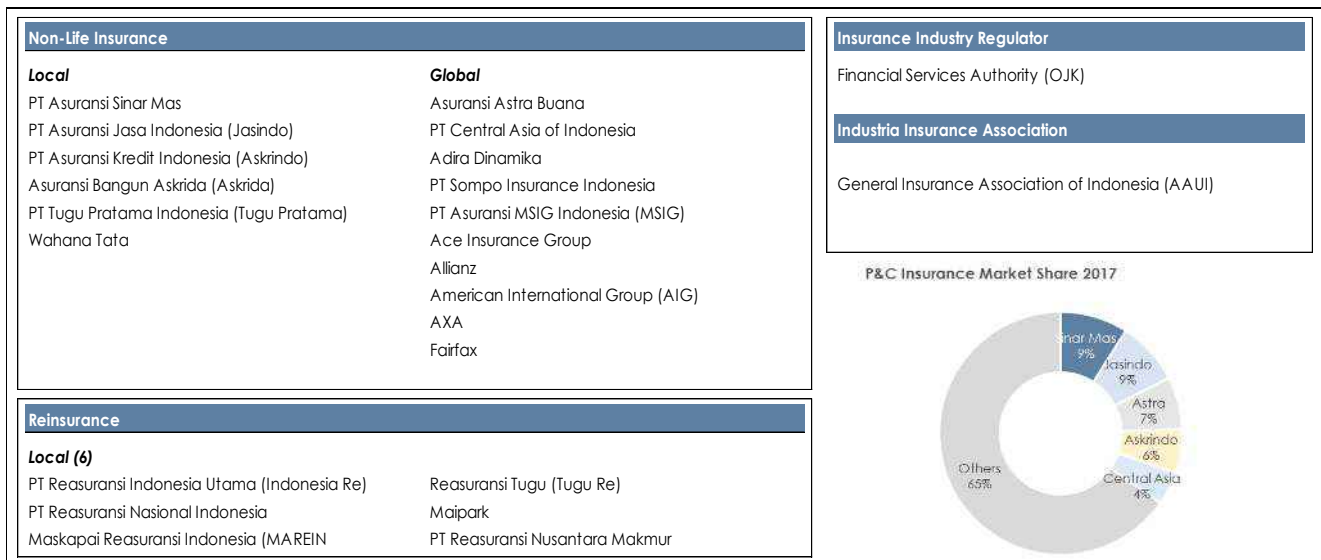 Non-Life Insurance
Local
PT Asuransi Sinar Mas
PT Asuransi Jasa Indonesia (Jasindo)
PT Asuransi Kredit Indonesia (Askrindo)
Asuransi Bangun Askrida (Askrida)
PT Tugu Pratama Indonesia (Tugu Pratama)
Wahana Tata
Global
Asuransi Astra Buana
PT Central Asia of Indonesia
Adira Dinamika
PT Sompo Insurance Indonesia
PT Asuransi MSIG Indonesia (MSIG)
Ace Insurance Group
Allianz
American International Group (AIG)
AXA
Fairfax
Reinsurance
Local (6)
PT Reasuransi Indonesia Utama (Indonesia Re)
PT Reasuransi Nasional Indonesia
Maskapai Reasuransi Indonesia (MAREIN
Reasuransi Tugu (Tugu Re)
Maipark
PT Reasuransi Nusantara Makmur
Insurance Industry Regulator
Financial Services Authority (OJK)
Industria Insurance Association
General Insurance Association of Indonesia (AAUI)
P&C Insurance Market Share 2017
Sinar Mas
9%
Jasindo
9%
Astra
7%
Askrindo
6%
Central Asia
4%
Others
65%